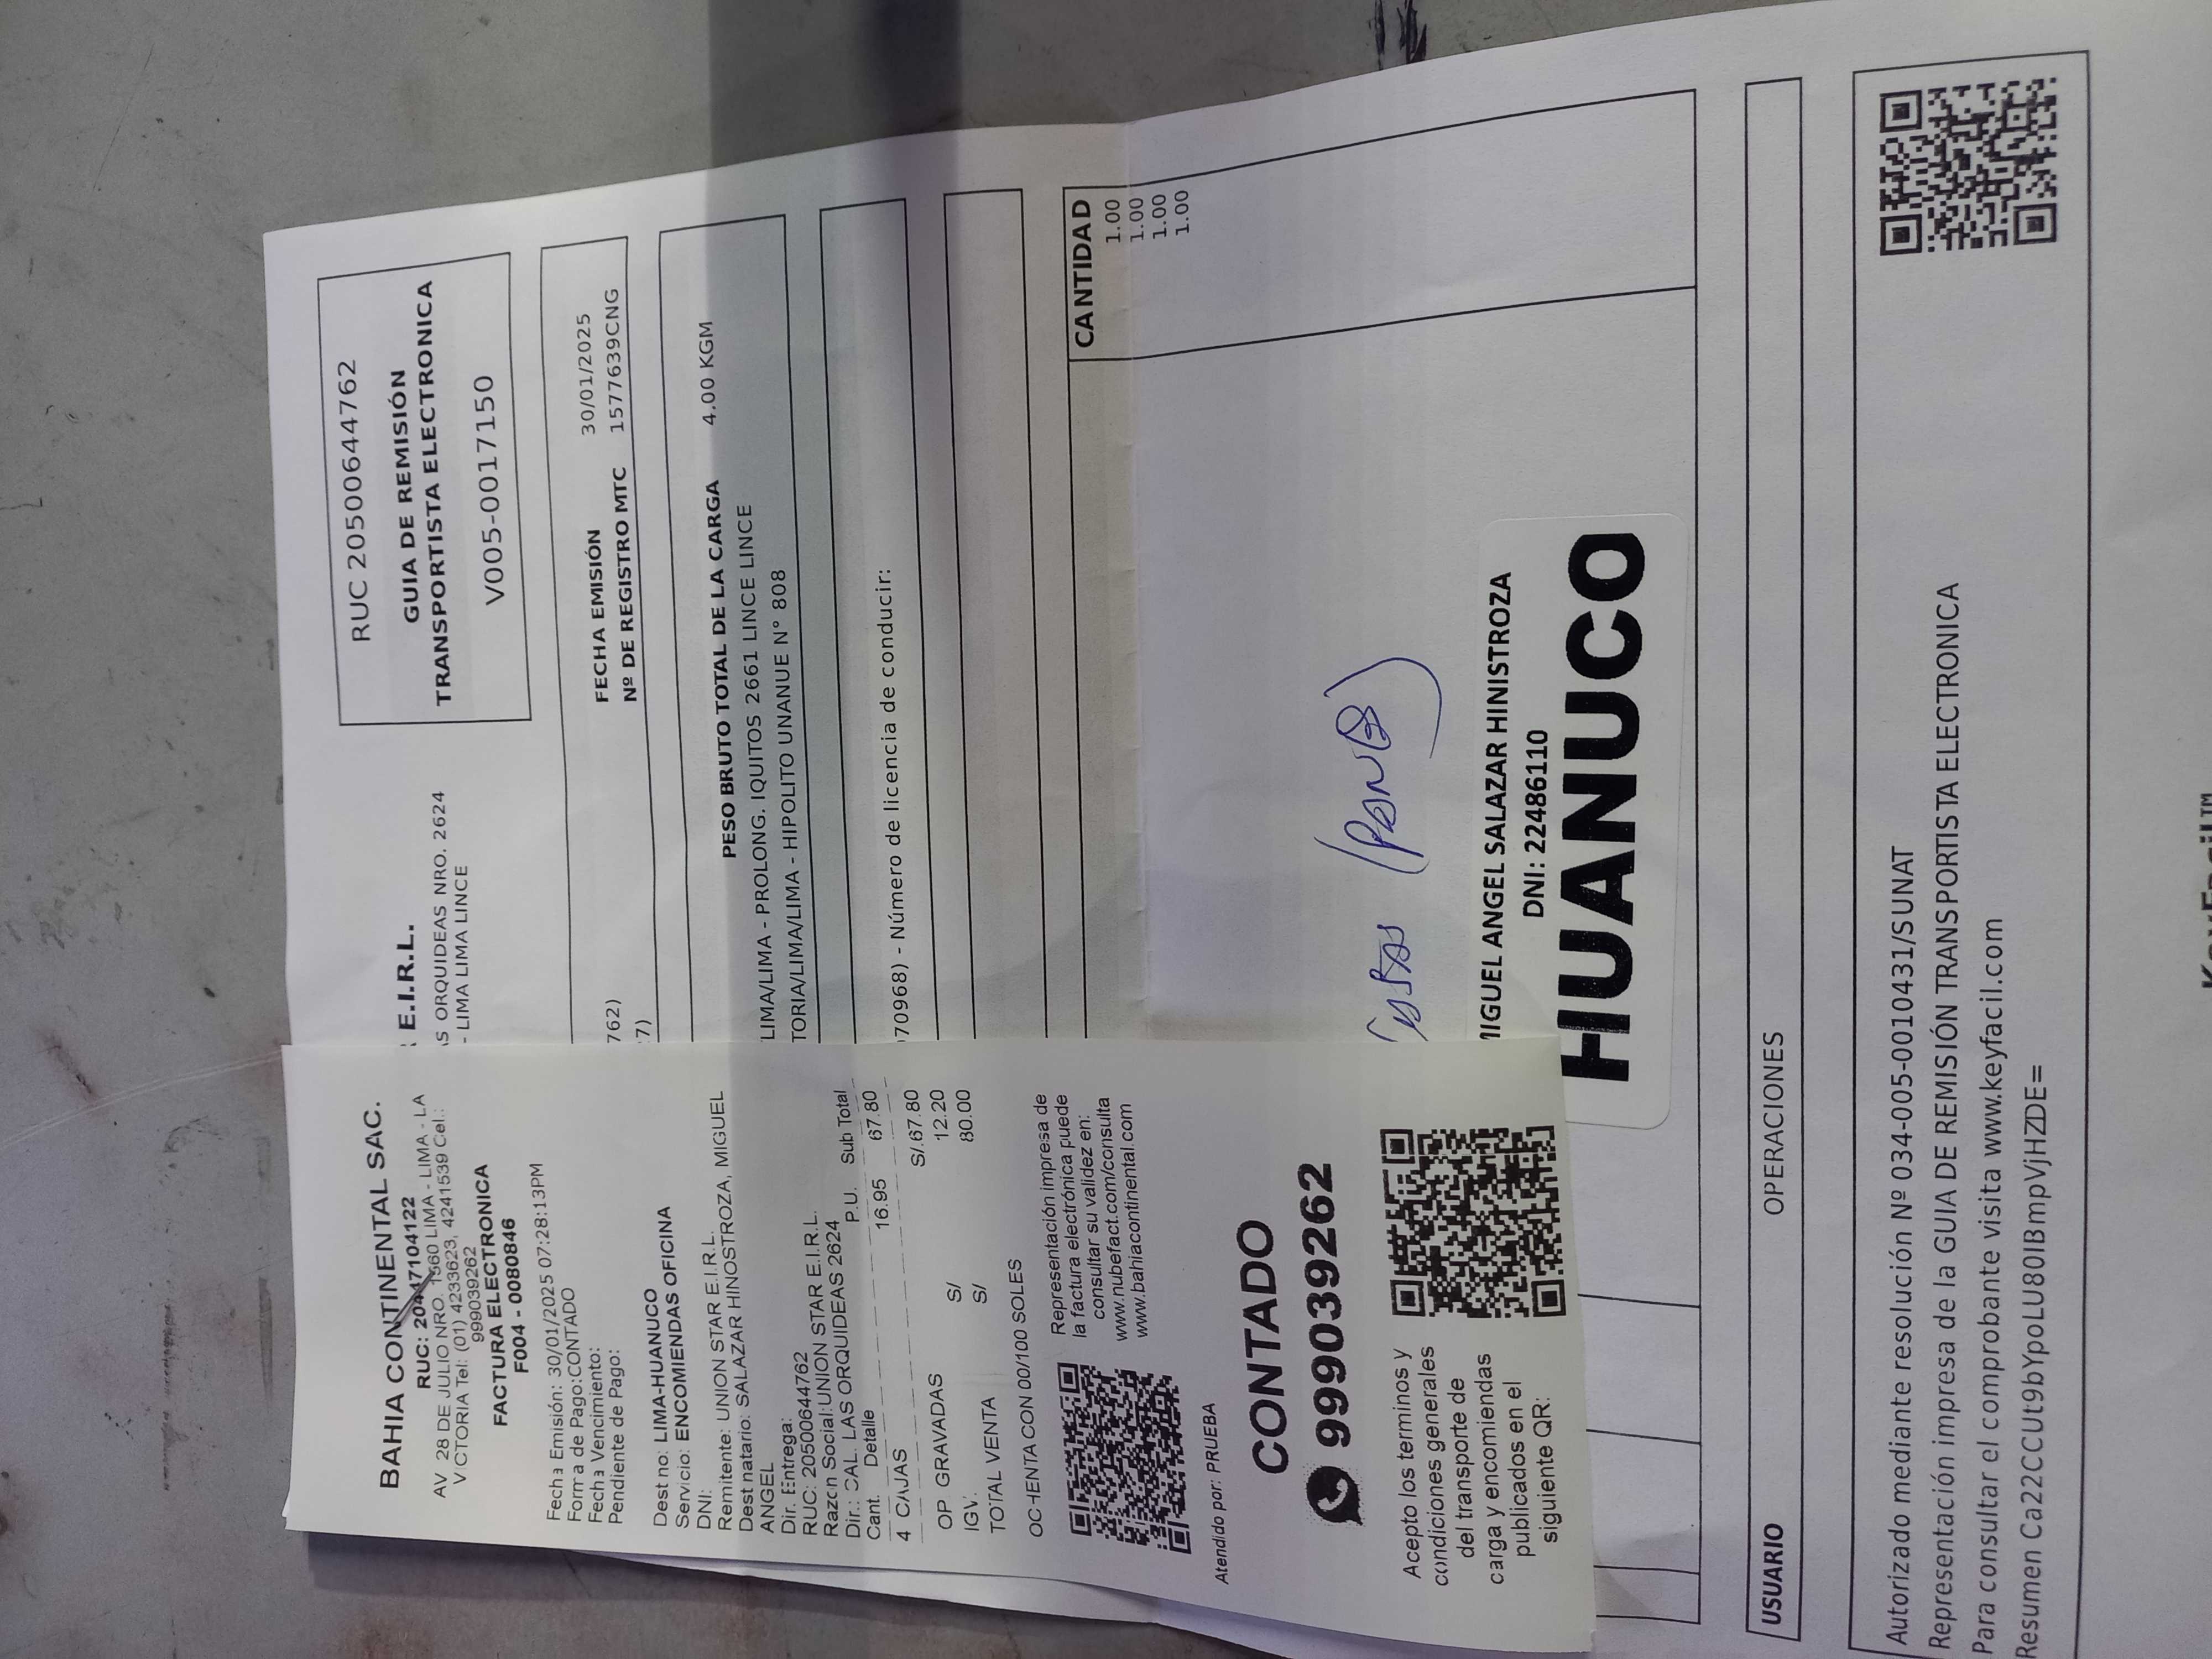 BAHIA CONTINENTAL SAC.
RUC: 20447104122
AV 28 DE JULIO NRO. 1560 LIMA - LIMA - LA
VICTORIA Tel: (01) 4233623, 4241539 Cel.:
999039262
FACTURA ELECTRONICA
F004 - 0080846
Fecha Emisión: 30/01/2025 07:28:13PM
Forma de Pago:CONTADO
Fecha Vencimiento:
Pendiente de Pago:
Destino: LIMA-HUANUCO
Servicio: ENCOMIENDAS OFICINA
DNI:
Remitente: UNION STAR E.I.R.L.
Destinatario: SALAZAR HINOSTROZA, MIGUEL
ANGEL
Dir. Entrega:
RUC: 20500644762
Razon Social:UNION STAR E.I.R.L.
Dir.: CAL. LAS ORQUIDEAS 2624
Cant. Detalle P.U. Sub Total
4 CAJAS 16.95 67.80
OP GRAVADAS S/.67.80
IGV. S/ 12.20
TOTAL VENTA S/ 80.00
OCHENTA CON 00/100 SOLES
Representación impresa de
la factura electrónica puede
consultar su validez en:
www.nubefact.com/consulta
www.bahiacontinental.com
Atendido por: PRUEBA
CONTADO
999039262
Acepto los terminos y
condiciones generales
del transporte de
carga y encomiendas
publicados en el
siguiente QR:
E.I.R.L.
S ORQUIDEAS NRO. 2624
- LIMA LIMA LINCE
RUC 20500644762
GUIA DE REMISIÓN
TRANSPORTISTA ELECTRONICA
V005-0017150
FECHA EMISIÓN 30/01/2025
Nº DE REGISTRO MTC 1577639CNG
762)
7)
PESO BRUTO TOTAL DE LA CARGA 4.00 KGM
LIMA/LIMA - PROLONG. IQUITOS 2661 LINCE LINCE
TORIA/LIMA/LIMA - HIPOLITO UNANUE N° 808
70968) - Número de licencia de conducir:
CANTIDAD
1.00
1.00
1.00
1.00
MIGUEL ANGEL SALAZAR HINISTROZA
DNI: 22486110
HUANUCO
USUARIO OPERACIONES
Autorizado mediante resolución Nº 034-005-0010431/SUNAT
Representación impresa de la GUIA DE REMISIÓN TRANSPORTISTA ELECTRONICA
Para consultar el comprobante visita www.keyfacil.com
Resumen Ca22CCUt9bYpoLU80IBmpVjHZDE=